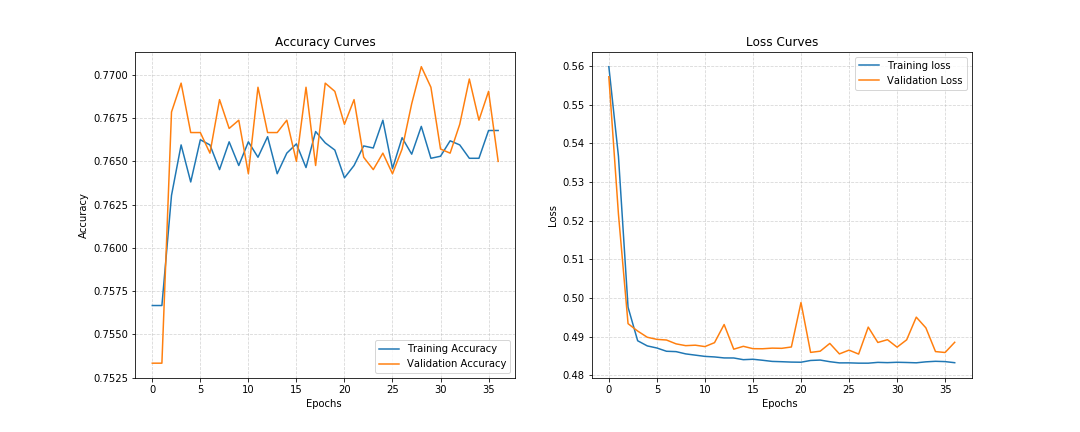 Accuracy Curves
0.7700
0.7675
0.7650
0.7625
0.7600
0.7575
0.7550
0.7525
Accuracy
0 5 10 15 20 25 30 35
Epochs
Training Accuracy
Validation Accuracy
Loss Curves
0.56
0.55
0.54
0.53
0.52
0.51
0.50
0.49
0.48
Loss
0 5 10 15 20 25 30 35
Epochs
Training loss
Validation Loss